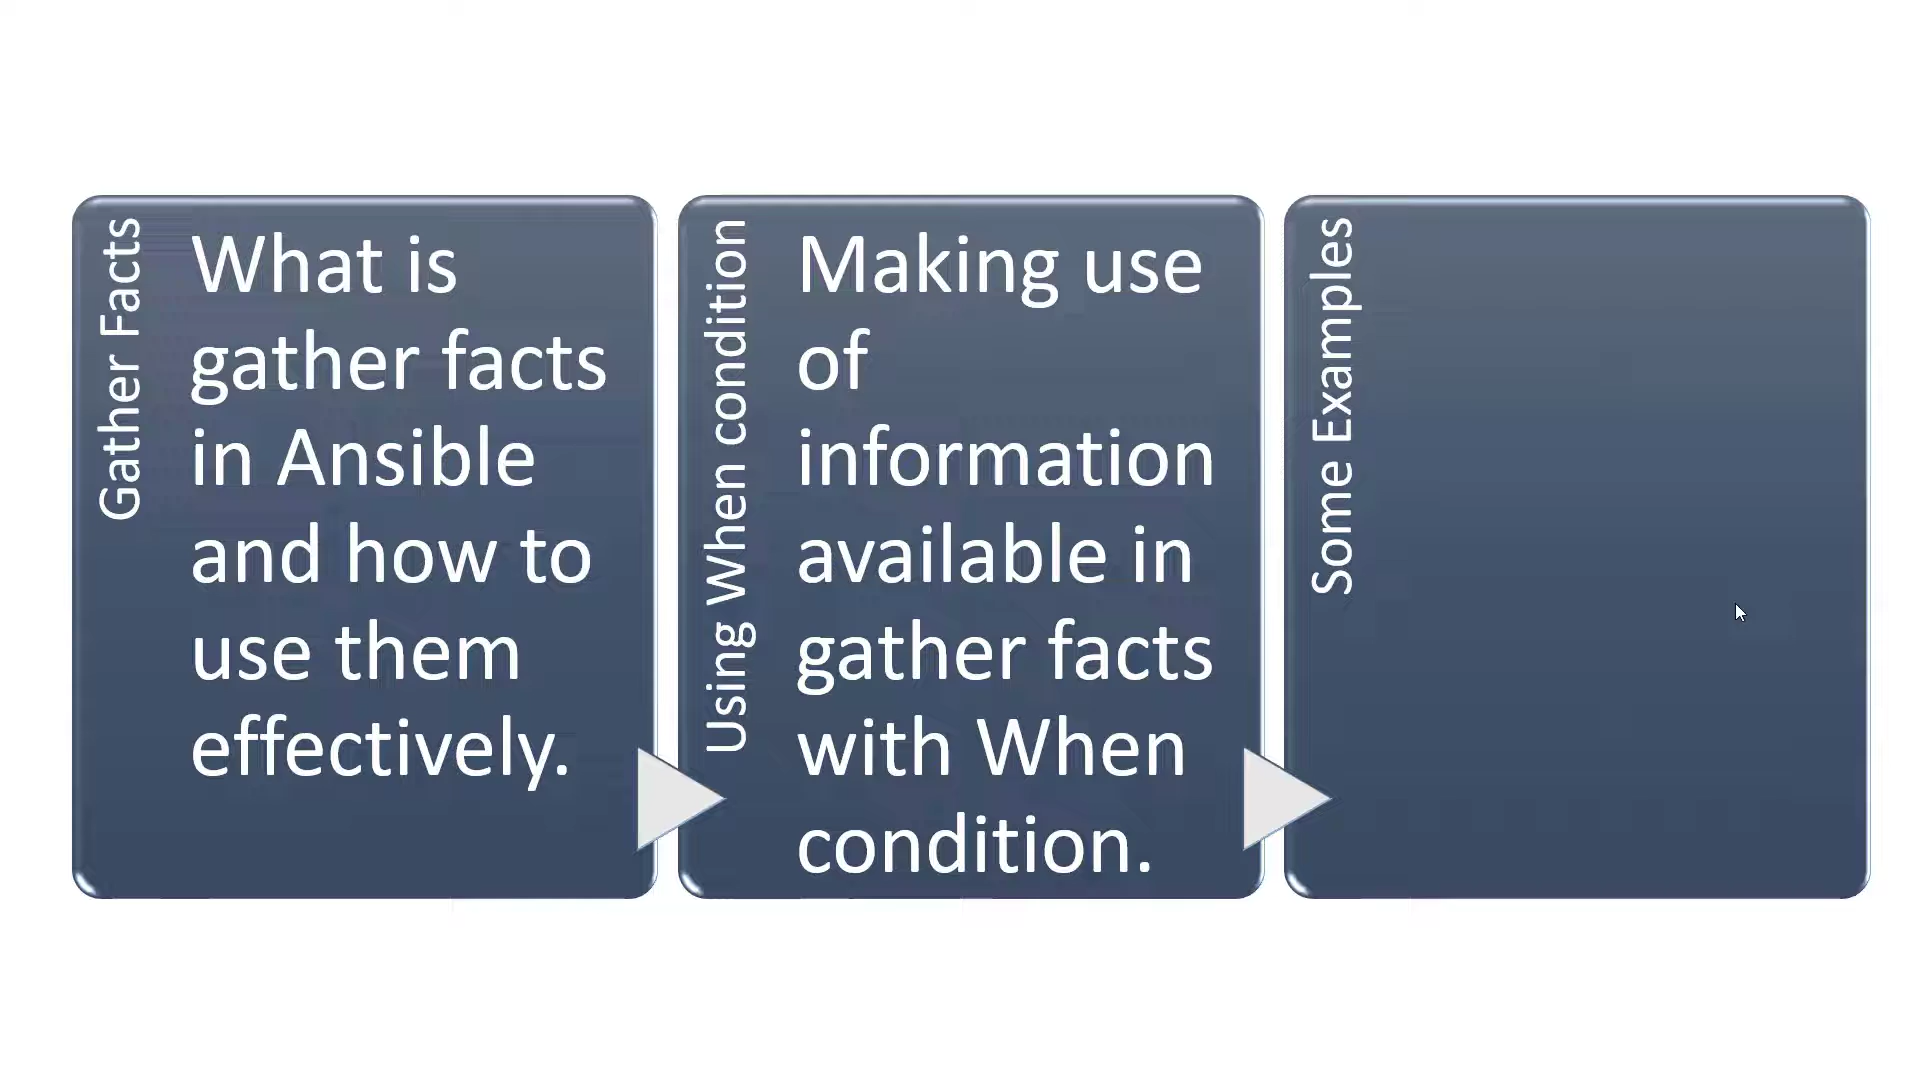 Gather Facts
What is
gather facts
in Ansible
and how to
use them
effectively.
Using When condition
Making use
of
information
available in
gather facts
with When
condition.
Some Examples